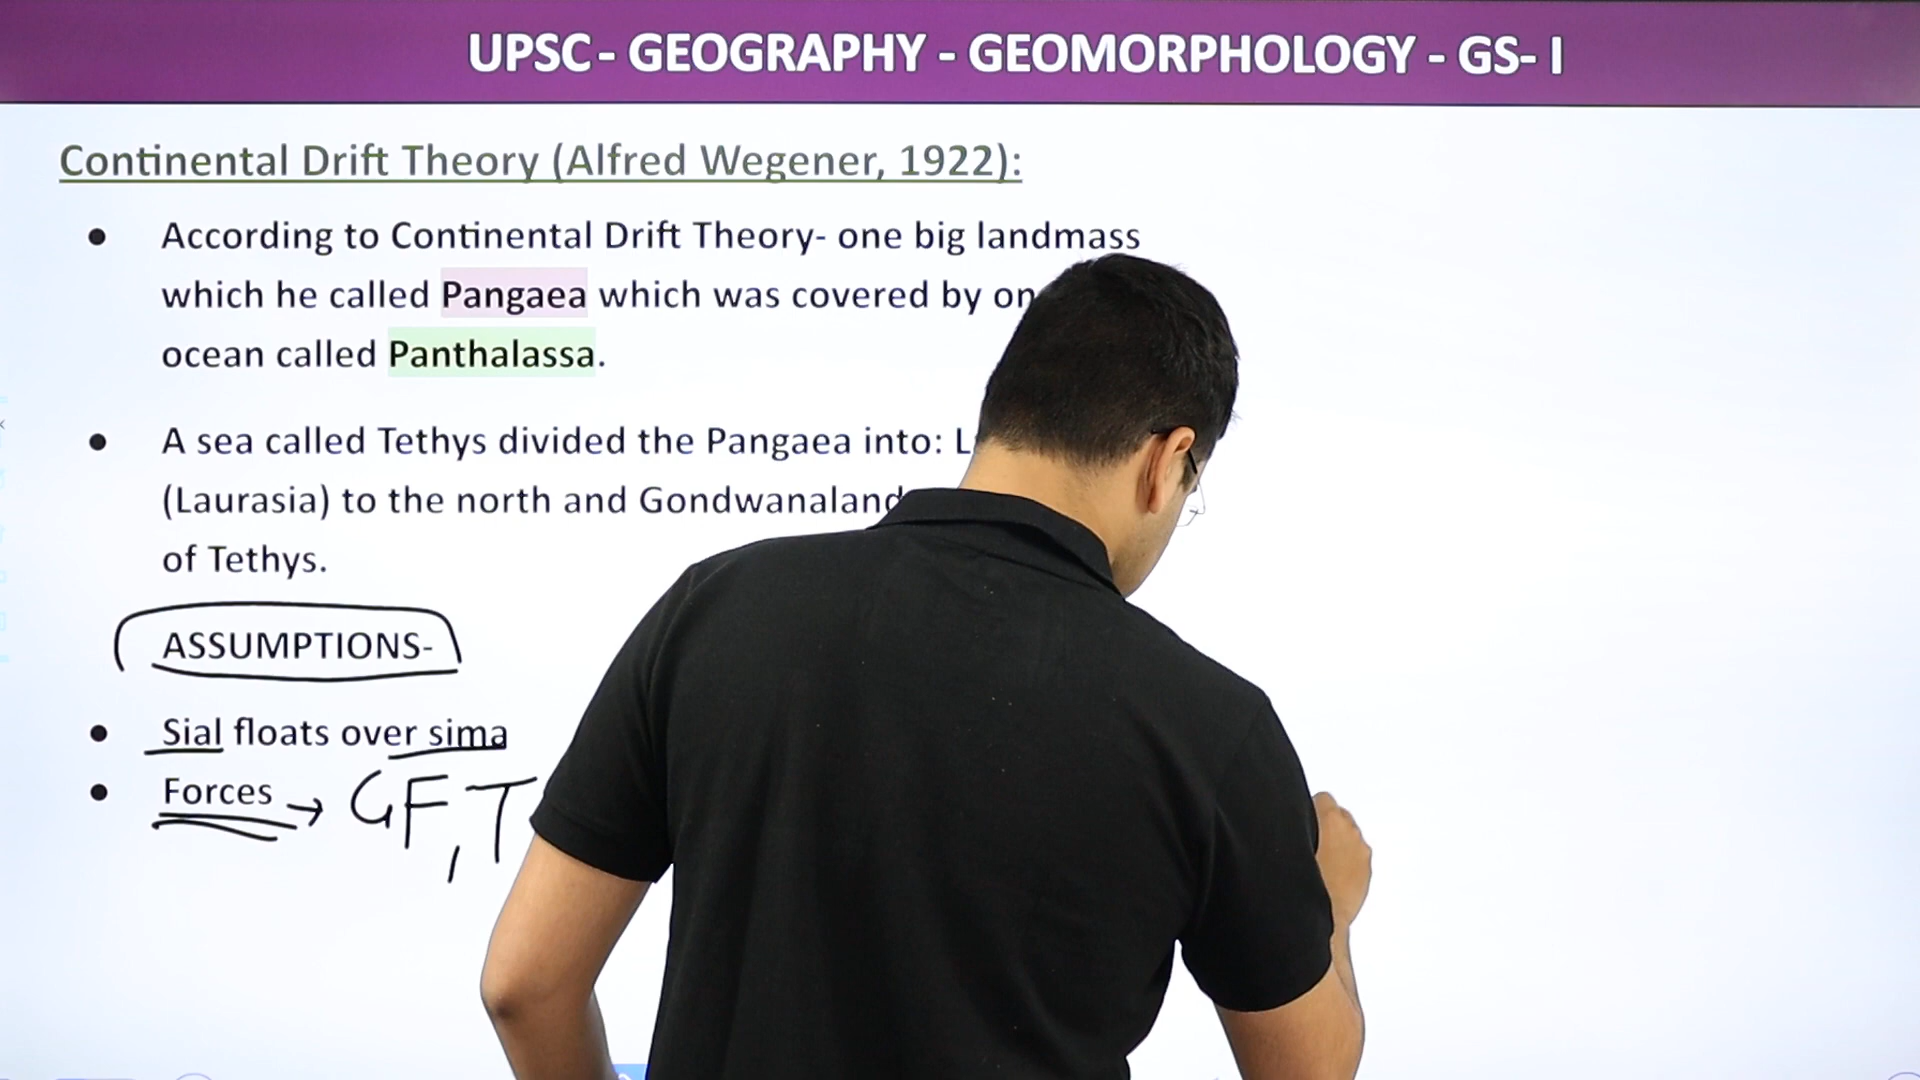 UPSC - GEOGRAPHY - GEOMORPHOLOGY - GS- I
Continental Drift Theory (Alfred Wegener, 1922):
● According to Continental Drift Theory- one big landmass
which he called Pangaea which was covered by
ocean called Panthalassa.
● A sea called Tethys divided the Pangaea into:
(Laurasia) to the north and Gondwanaland
of Tethys.
ASSUMPTIONS-
● Sial floats over sima
● Forces → GF, T